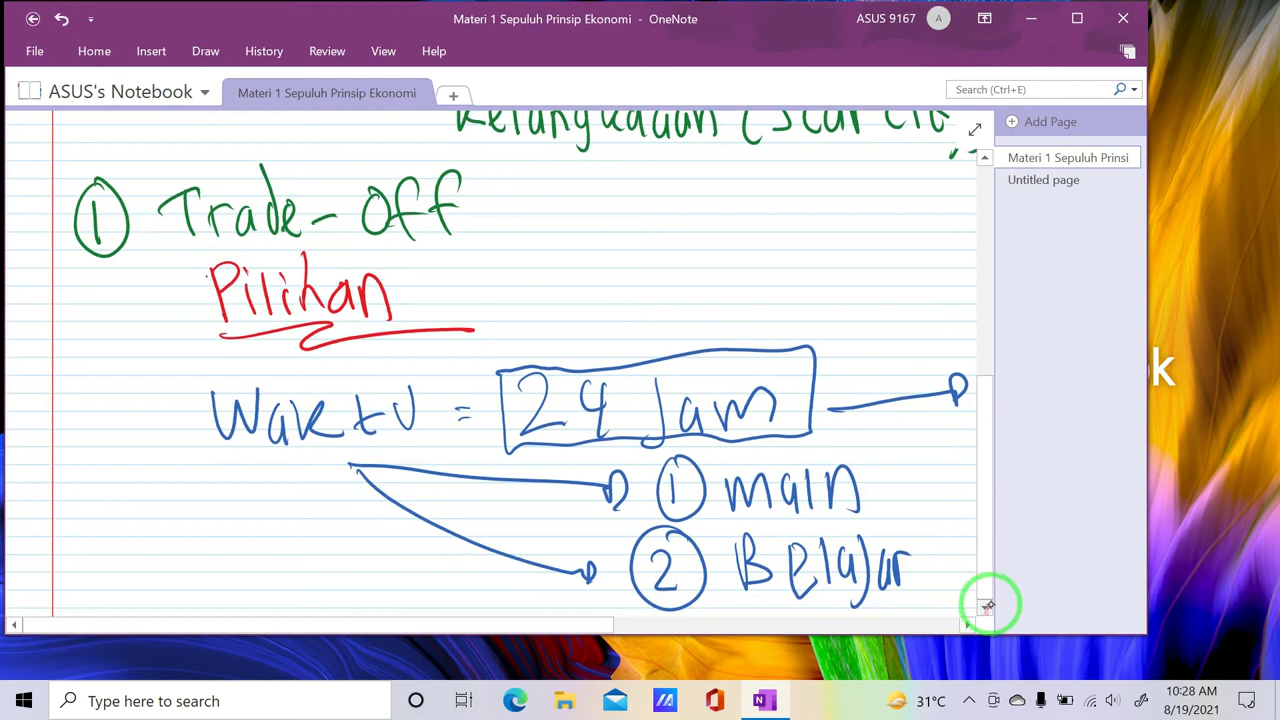 Materi 1 Sepuluh Prinsip Ekonomi - OneNote
ASUS 9167
A
File Home Insert Draw History Review View Help
ASUS's Notebook
Materi 1 Sepuluh Prinsip Ekonomi
Search (Ctrl+E)
Add Page
Materi 1 Sepuluh Prinsi
Untitled page
① Trade-Off
Pilihan
Waktu = 24 Jam
① main
② Belajar
k
Type here to search
31°C
10:28 AM
8/19/2021